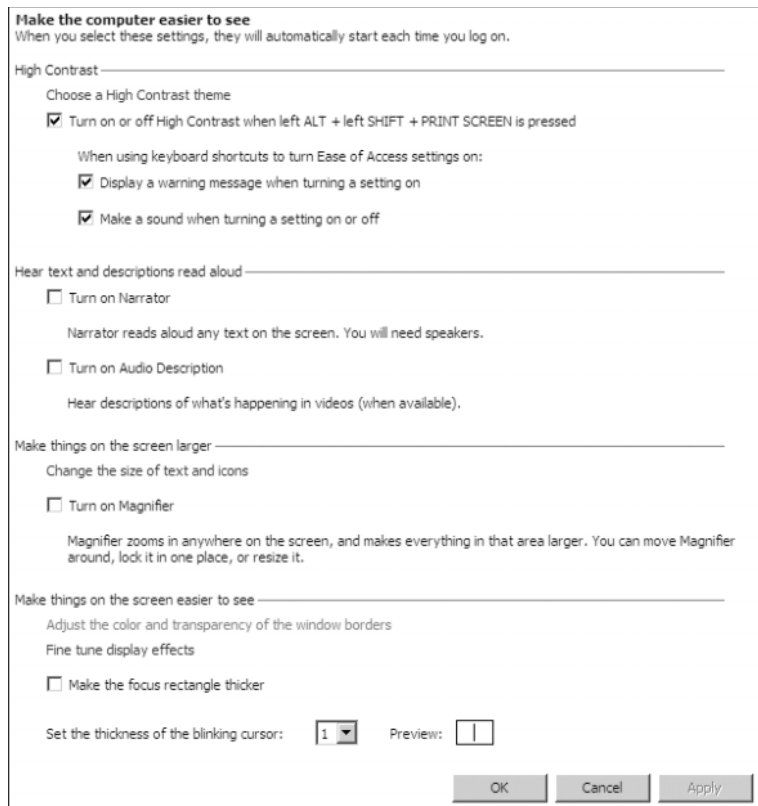 Make the computer easier to see
When you select these settings, they will automatically start each time you log on.
High Contrast
Choose a High Contrast theme
Turn on or off High Contrast when left ALT + left SHIFT + PRINT SCREEN is pressed
When using keyboard shortcuts to turn Ease of Access settings on:
Display a warning message when turning a setting on
Make a sound when turning a setting on or off
Hear text and descriptions read aloud
Turn on Narrator
Narrator reads aloud any text on the screen. You will need speakers.
Turn on Audio Description
Hear descriptions of what's happening in videos (when available).
Make things on the screen larger
Change the size of text and icons
Turn on Magnifier
Magnifier zooms in anywhere on the screen, and makes everything in that area larger. You can move Magnifier
around, lock it in one place, or resize it.
Make things on the screen easier to see
Adjust the color and transparency of the window borders
Fine tune display effects
Make the focus rectangle thicker
Set the thickness of the blinking cursor: 1 Preview:
OK Cancel Apply